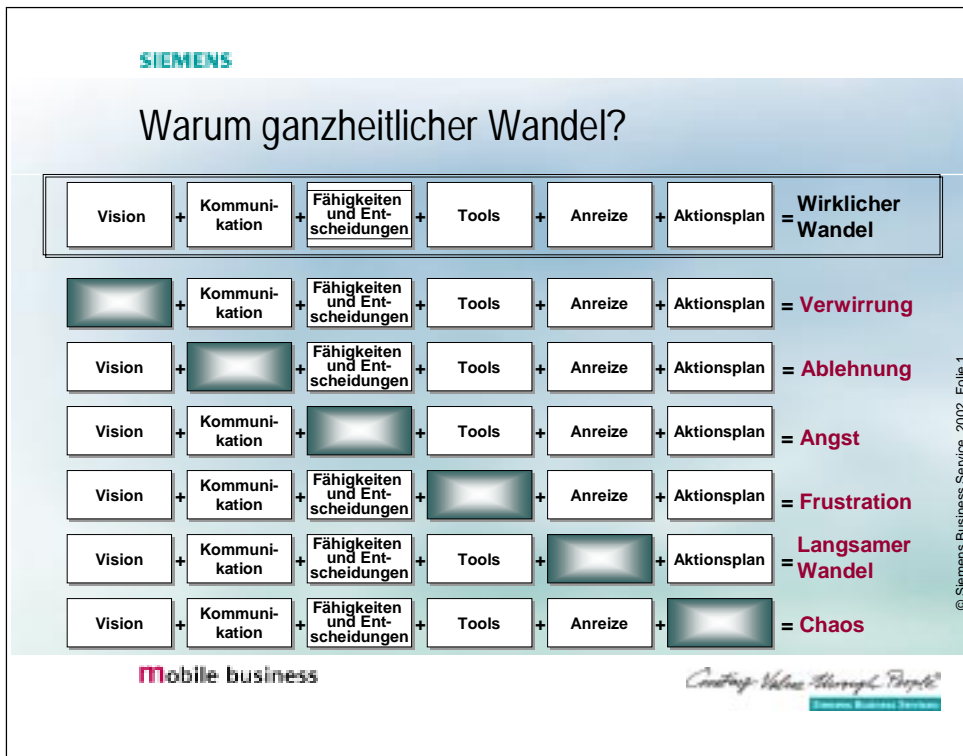 SIEMENS
Warum ganzheitlicher Wandel?
Vision + Kommuni-kation + Fähigkeiten und Ent-scheidungen + Tools + Anreize + Aktionsplan = Wirklicher Wandel
+ Kommuni-kation + Fähigkeiten und Ent-scheidungen + Tools + Anreize + Aktionsplan = Verwirrung
Vision + + Fähigkeiten und Ent-scheidungen + Tools + Anreize + Aktionsplan = Ablehnung
Vision + Kommuni-kation + + Tools + Anreize + Aktionsplan = Angst
Vision + Kommuni-kation + Fähigkeiten und Ent-scheidungen + + Anreize + Aktionsplan = Frustration
Vision + Kommuni-kation + Fähigkeiten und Ent-scheidungen + Tools + + Aktionsplan = Langsamer Wandel
Vision + Kommuni-kation + Fähigkeiten und Ent-scheidungen + Tools + Anreize + = Chaos
© Siemens Business Service, 2002, Folie 1
mobile business
Creating Value through People
Siemens Business Services